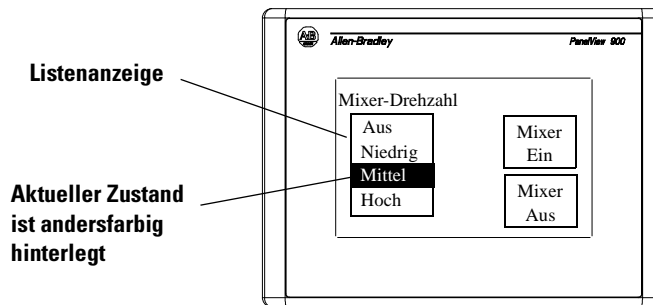 AB
Allen-Bradley
PanelView 900
Listenanzeige
Mixer-Drehzahl
Aus
Niedrig
Mittel
Hoch
Mixer
Ein
Mixer
Aus
Aktueller Zustand
ist andersfarbig
hinterlegt